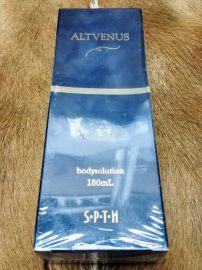 ALTVENUS
bodysolution
180mL
S·P·T·M